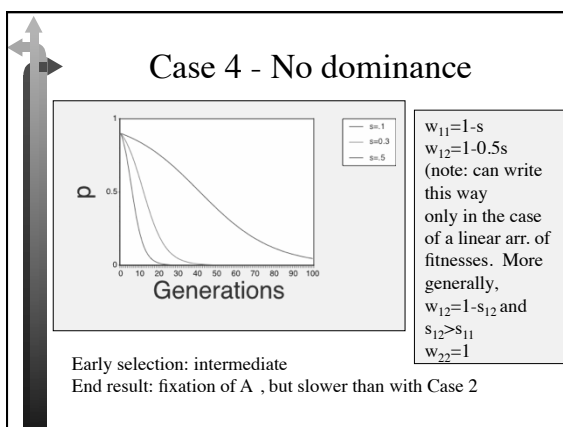 Case 4 - No dominance
1
0.5
0
p
0 10 20 30 40 50 60 70 80 90 100
Generations
s=.1
s=0.3
s=.5
w₁₁=1-s
w₁₂=1-0.5s
(note: can write
this way
only in the case
of a linear arr. of
fitnesses. More
generally,
w₁₂=1-s₁₂ and
s₁₂>s₁₁
w₂₂=1
Early selection: intermediate
End result: fixation of A , but slower than with Case 2